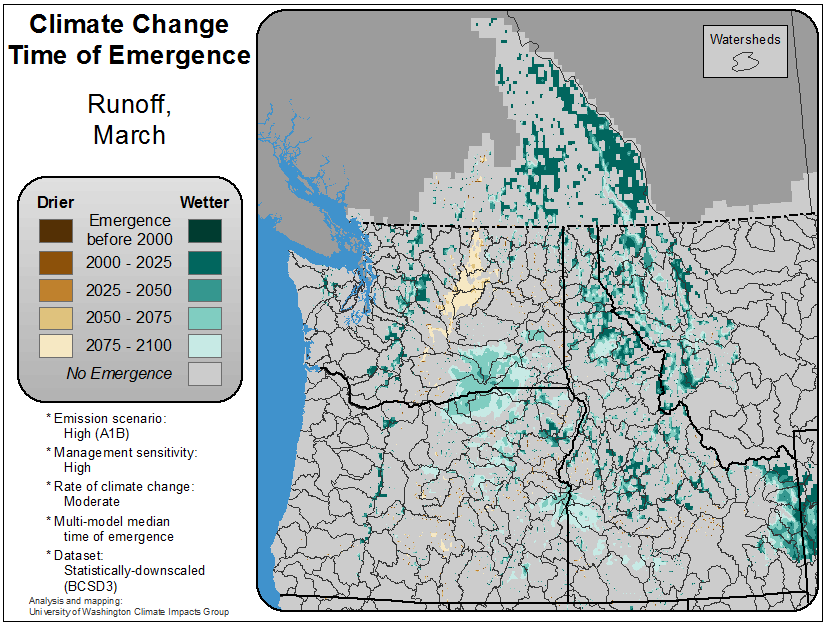 Climate Change
Time of Emergence
Runoff,
March
Drier
Wetter
Emergence
before 2000
2000 - 2025
2025 - 2050
2050 - 2075
2075 - 2100
No Emergence
* Emission scenario:
High (A1B)
* Management sensitivity:
High
* Rate of climate change:
Moderate
* Multi-model median
time of emergence
* Dataset:
Statistically-downscaled
(BCSD3)
Analysis and mapping:
University of Washington Climate Impacts Group
Watersheds